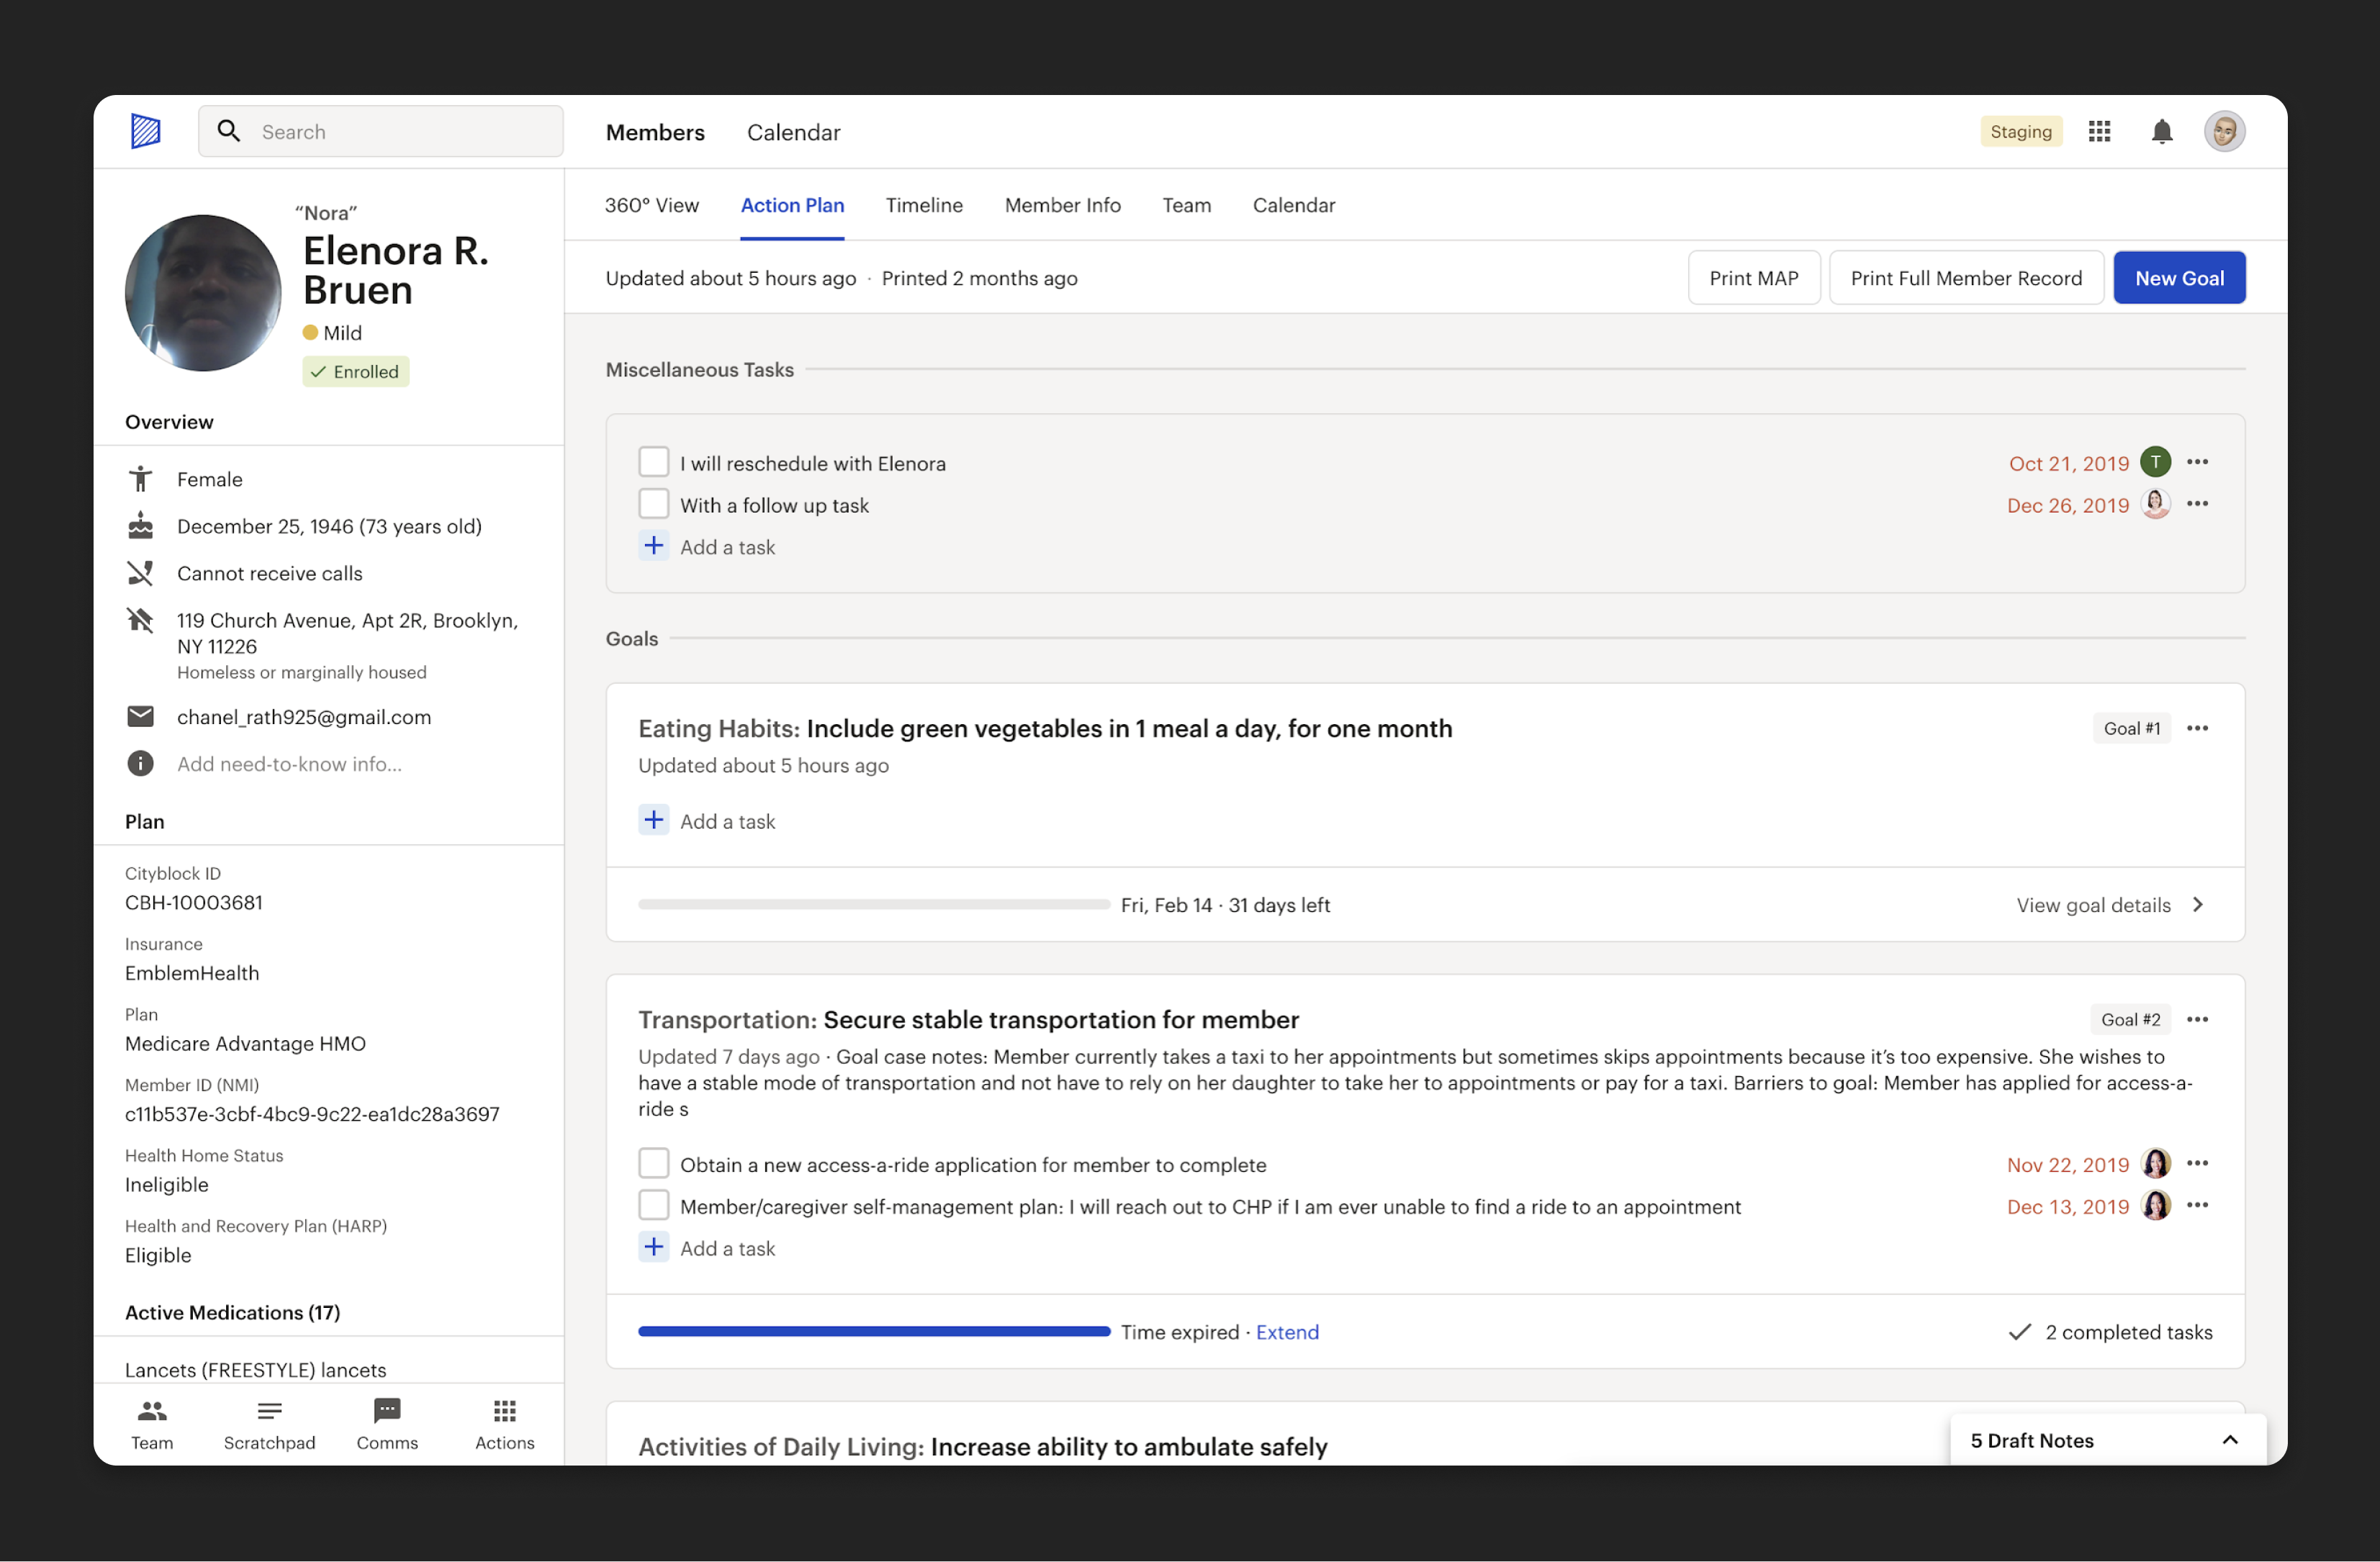 Search
Members
Calendar
Staging
“Nora”
Elenora R.
Bruen
Mild
Enrolled
Overview
Female
December 25, 1946 (73 years old)
Cannot receive calls
119 Church Avenue, Apt 2R, Brooklyn,
NY 11226
Homeless or marginally housed
chanel_rath925@gmail.com
Add need-to-know info...
Plan
Cityblock ID
CBH-10003681
Insurance
EmblemHealth
Plan
Medicare Advantage HMO
Member ID (NMI)
c11b537e-3cbf-4bc9-9c22-ea1dc28a3697
Health Home Status
Ineligible
Health and Recovery Plan (HARP)
Eligible
Active Medications (17)
Lancets (FREESTYLE) lancets
Team
Scratchpad
Comms
Actions
360° View
Action Plan
Timeline
Member Info
Team
Calendar
Updated about 5 hours ago · Printed 2 months ago
Print MAP
Print Full Member Record
New Goal
Miscellaneous Tasks
I will reschedule with Elenora
Oct 21, 2019
T
With a follow up task
Dec 26, 2019
Add a task
Goals
Eating Habits: Include green vegetables in 1 meal a day, for one month
Goal #1
Updated about 5 hours ago
Add a task
Fri, Feb 14 · 31 days left
View goal details
Transportation: Secure stable transportation for member
Goal #2
Updated 7 days ago · Goal case notes: Member currently takes a taxi to her appointments but sometimes skips appointments because it’s too expensive. She wishes to
have a stable mode of transportation and not have to rely on her daughter to take her to appointments or pay for a taxi. Barriers to goal: Member has applied for access-a-
ride s
Obtain a new access-a-ride application for member to complete
Nov 22, 2019
Member/caregiver self-management plan: I will reach out to CHP if I am ever unable to find a ride to an appointment
Dec 13, 2019
Add a task
Time expired · Extend
2 completed tasks
Activities of Daily Living: Increase ability to ambulate safely
5 Draft Notes